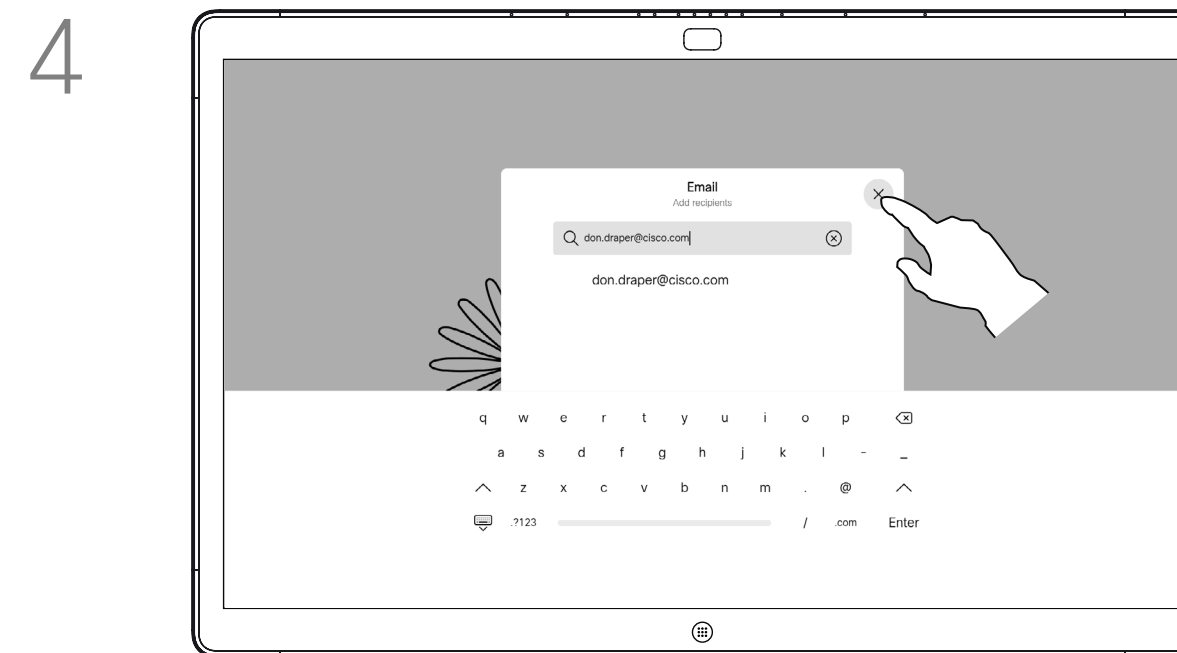 4
Email
Add recipients
don.draper@cisco.com
don.draper@cisco.com
q w e r t y u i o p
a s d f g h j k l - _
z x c v b n m . @
.?123 / .com Enter